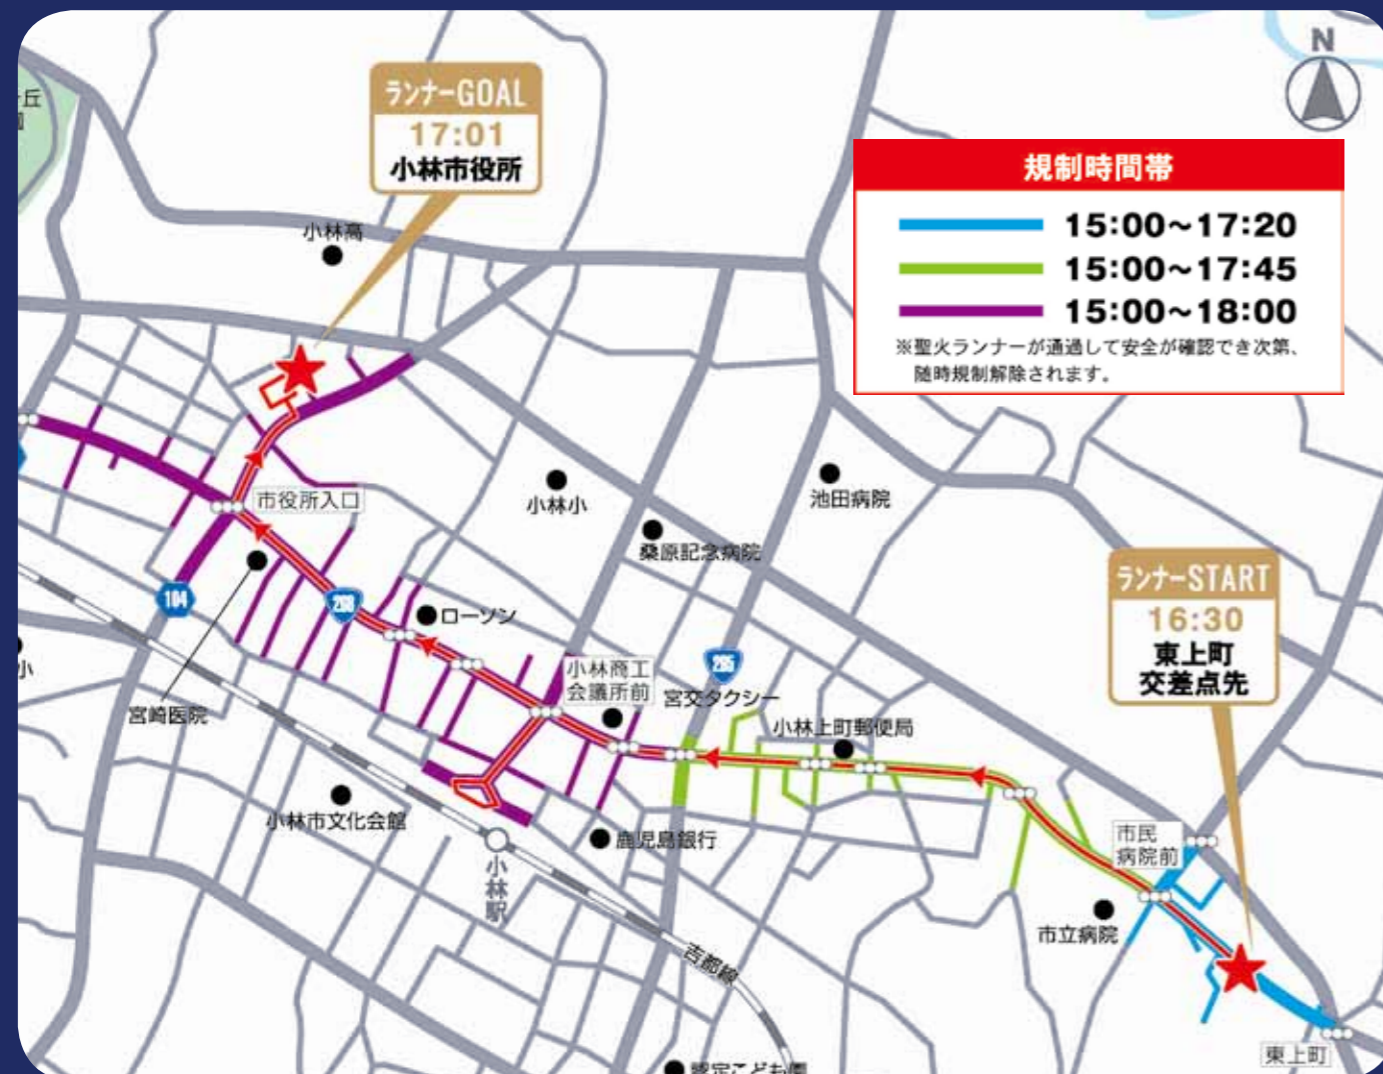 N
丘
ランナーGOAL
17:01
小林市役所
規制時間帯
15:00～17:20
15:00～17:45
15:00～18:00
※聖火ランナーが通過して安全が確認でき次第、
随時規制解除されます。
小林高
市役所入口
小林小
池田病院
桑原記念病院
104
268
ローソン
ランナーSTART
16:30
東上町
交差点先
小林商工
会議所前
265
宮交タクシー
小林上町郵便局
小
宮崎医院
小林市文化会館
鹿児島銀行
小林駅
市民
病院前
市立病院
吉都線
東上町
認定こども園